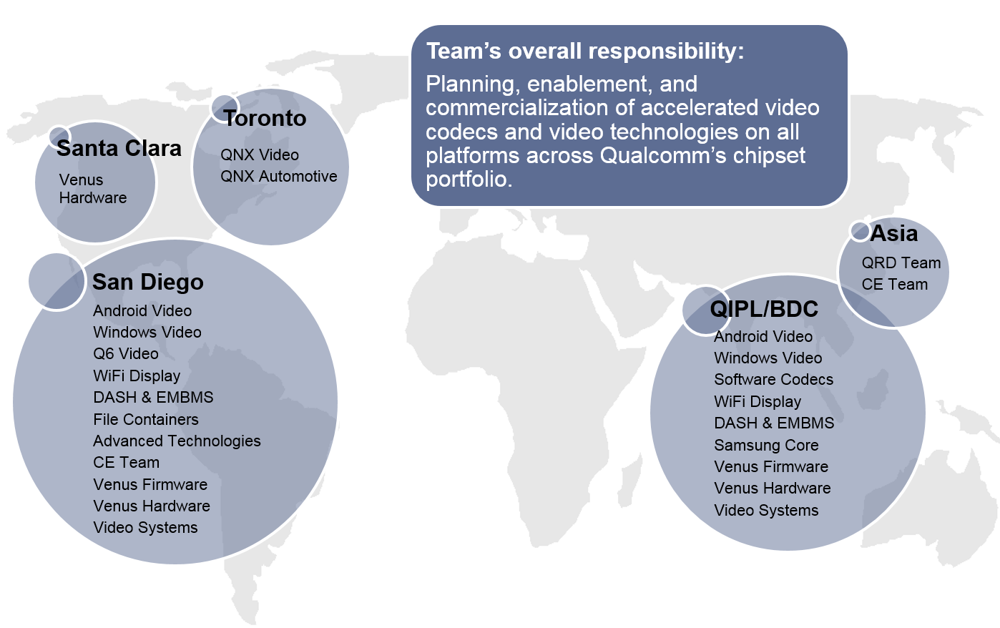 Team’s overall responsibility:
Planning, enablement, and
commercialization of accelerated video
codecs and video technologies on all
platforms across Qualcomm’s chipset
portfolio.
Toronto
QNX Video
QNX Automotive
Santa Clara
Venus
Hardware
San Diego
Android Video
Windows Video
Q6 Video
WiFi Display
DASH & EMBMS
File Containers
Advanced Technologies
CE Team
Venus Firmware
Venus Hardware
Video Systems
Asia
QRD Team
CE Team
QIPL/BDC
Android Video
Windows Video
Software Codecs
WiFi Display
DASH & EMBMS
Samsung Core
Venus Firmware
Venus Hardware
Video Systems